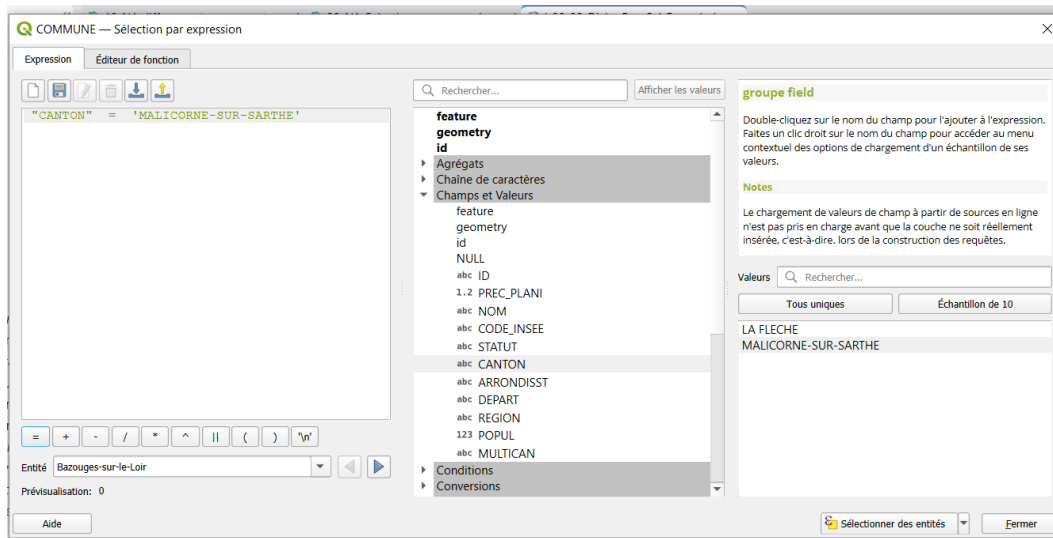 COMMUNE — Sélection par expression
Expression
Éditeur de fonction
"CANTON" = 'MALICORNE-SUR-SARTHE'
= + - / * ^ || ( ) '\n'
Entité Bazouges-sur-le-Loir
Prévisualisation: 0
Aide
Rechercher...
Afficher les valeurs
feature
geometry
id
Agrégats
Chaîne de caractères
Champs et Valeurs
feature
geometry
id
NULL
abc ID
1.2 PREC_PLANI
abc NOM
abc CODE_INSEE
abc STATUT
abc CANTON
abc ARRONDISST
abc DEPART
abc REGION
123 POPUL
abc MULTICAN
Conditions
Conversions
groupe field
Double-cliquez sur le nom du champ pour l'ajouter à l'expression.
Faites un clic droit sur le nom du champ pour accéder au menu
contextuel des options de chargement d'un échantillon de ses
valeurs.
Notes
Le chargement de valeurs de champ à partir de sources en ligne
n'est pas pris en charge avant que la couche ne soit réellement
insérée, c'est-à-dire. lors de la construction des requêtes.
Valeurs Rechercher...
Tous uniques
Échantillon de 10
LA FLECHE
MALICORNE-SUR-SARTHE
Sélectionner des entités
Fermer